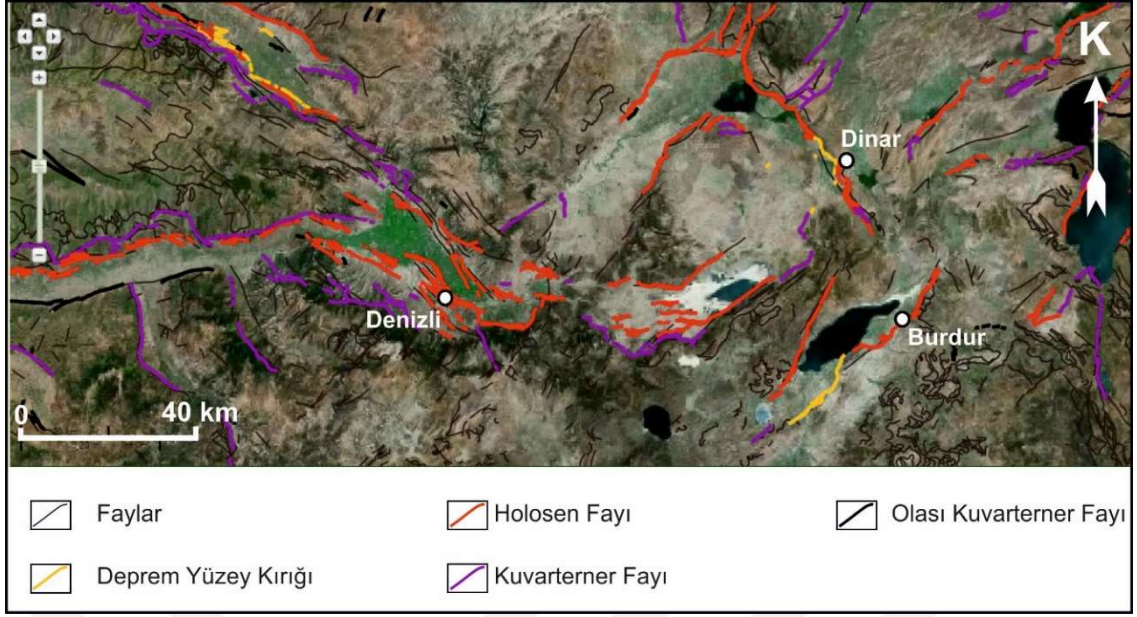 K
Dinar
Denizli
Burdur
0 40 km
Faylar
Holosen Fayı
Olası Kuvarterner Fayı
Deprem Yüzey Kırığı
Kuvarterner Fayı